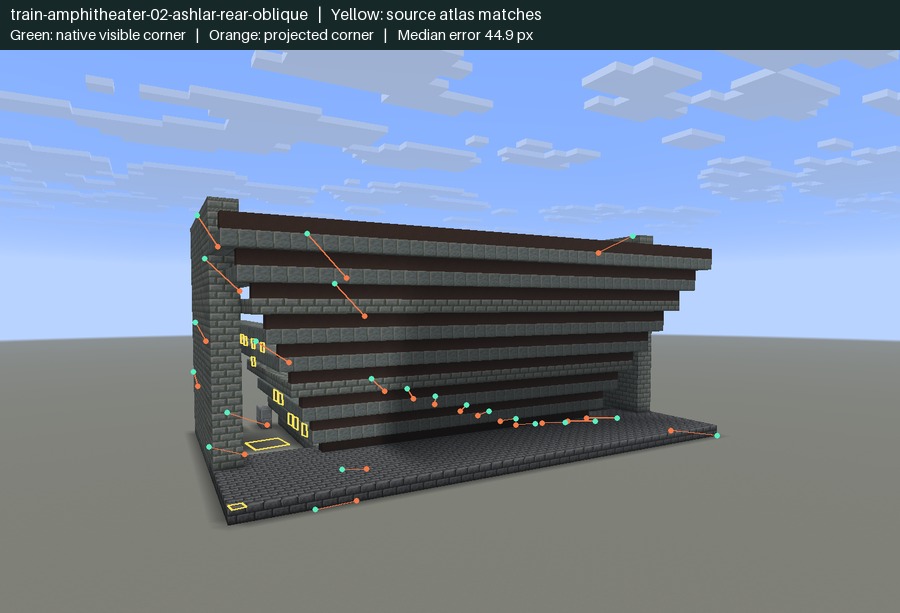 train-amphitheater-02-ashlar-rear-oblique | Yellow: source atlas matches
Green: native visible corner | Orange: projected corner | Median error 44.9 px